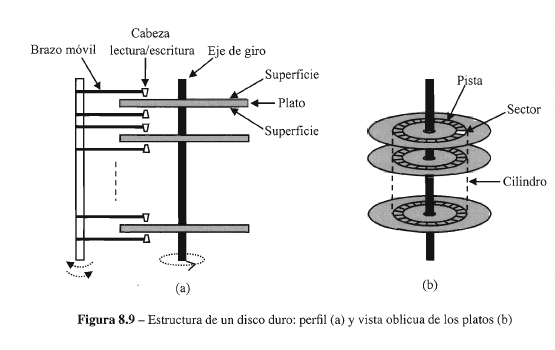 Cabeza
lectura/escritura
Brazo móvil
Eje de giro
Superficie
Plato
Superficie
(a)
Pista
Sector
Cilindro
(b)
Figura 8.9 – Estructura de un disco duro: perfil (a) y vista oblicua de los platos (b)